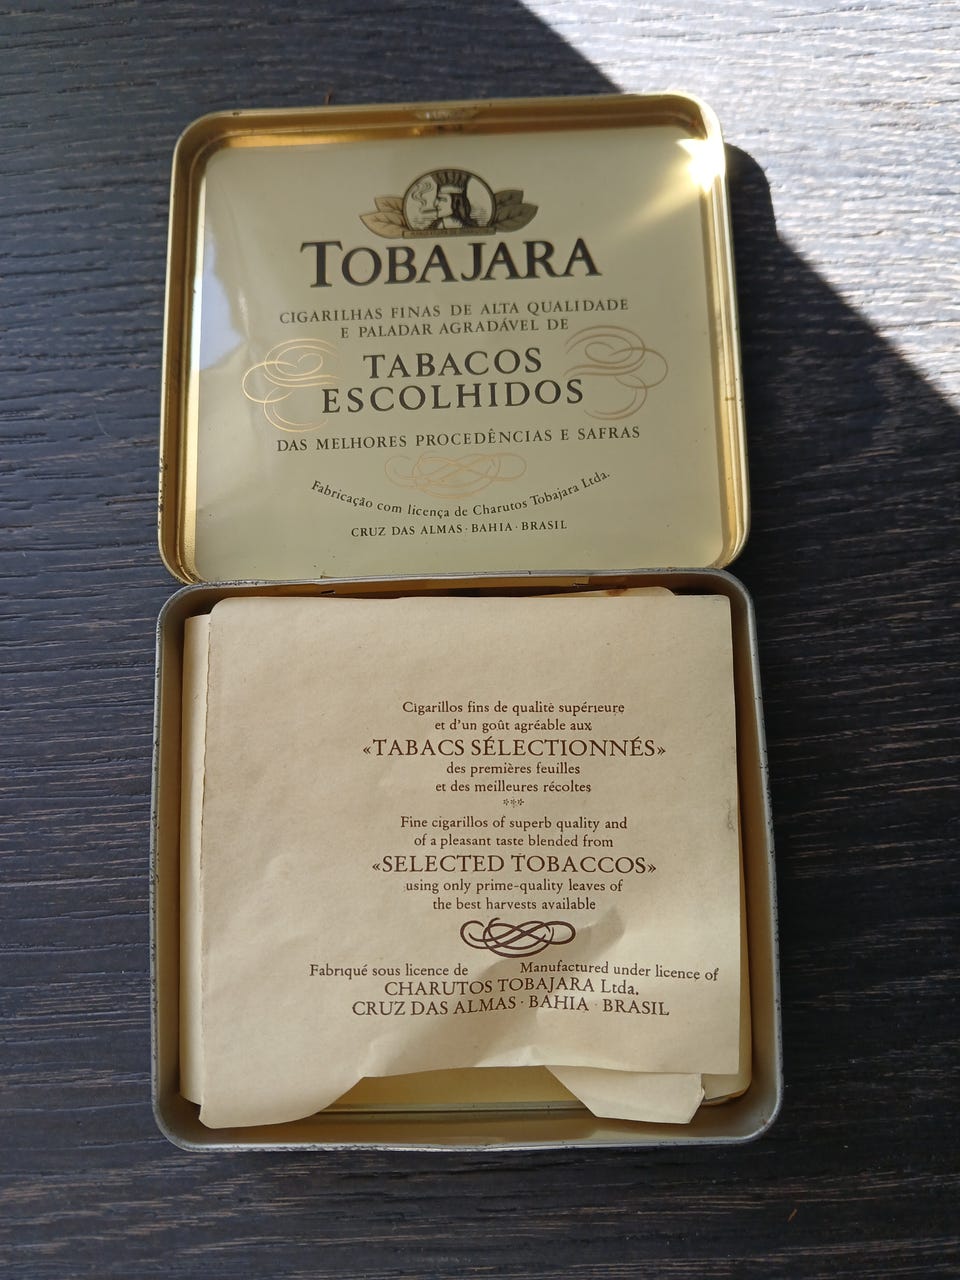 TOBAJARA
CIGARILHAS FINAS DE ALTA QUALIDADE
E PALADAR AGRADÁVEL DE
TABACOS
ESCOLHIDOS
DAS MELHORES PROCEDÊNCIAS E SAFRAS
Fabricação com licença de Charutos Tobajara Ltda.
CRUZ DAS ALMAS · BAHIA · BRASIL
Cigarillos fins de qualité supérieure
et d'un goût agréable aux
«TABACS SÉLECTIONNÉS»
des premières feuilles
et des meilleures récoltes
Fine cigarillos of superb quality and
of a pleasant taste blended from
«SELECTED TOBACCOS»
using only prime-quality leaves of
the best harvests available
Fabriqué sous licence de Manufactured under licence of
CHARUTOS TOBAJARA Ltda.
CRUZ DAS ALMAS · BAHIA · BRASIL